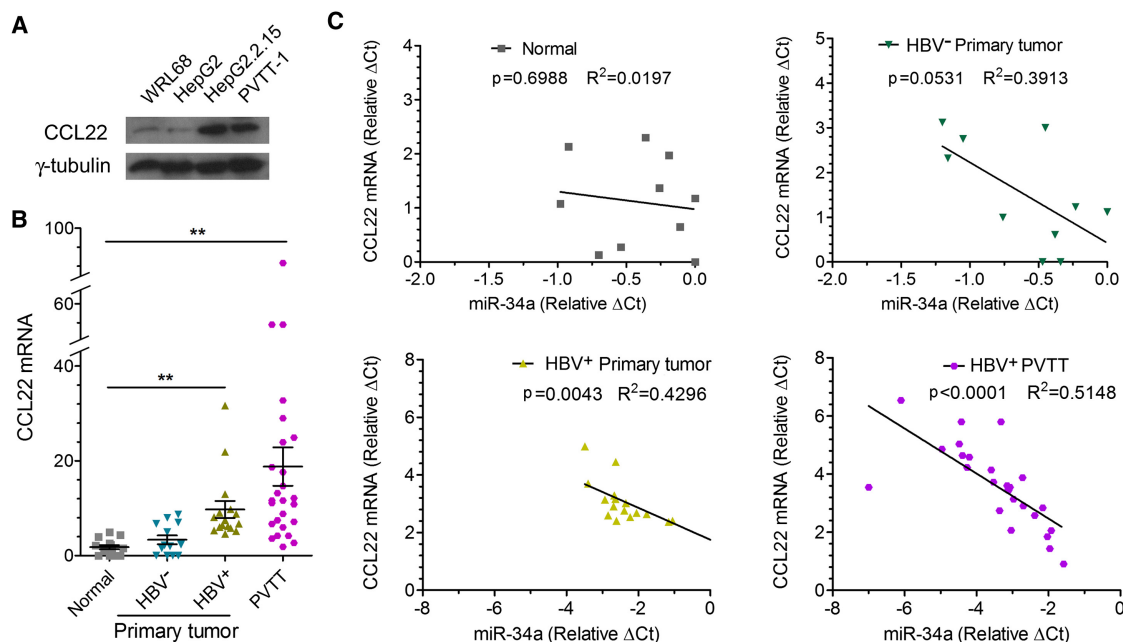 A
WRL68
HepG2
HepG2.2.15
PVTT-1
CCL22
γ-tubulin
B
CCL22 mRNA
100
60
40
20
0
**
**
Normal
HBV-
HBV+
PVTT
Primary tumor
C
CCL22 mRNA (Relative ΔCt)
4
3
2
1
0
Normal
p=0.6988 R²=0.0197
-2.0 -1.5 -1.0 -0.5 0.0
miR-34a (Relative ΔCt)
CCL22 mRNA (Relative ΔCt)
5
4
3
2
1
0
HBV- Primary tumor
p=0.0531 R²=0.3913
-2.0 -1.5 -1.0 -0.5 0.0
miR-34a (Relative ΔCt)
CCL22 mRNA (Relative ΔCt)
8
6
4
2
0
HBV+ Primary tumor
p=0.0043 R²=0.4296
-8 -6 -4 -2 0
miR-34a (Relative ΔCt)
CCL22 mRNA (Relative ΔCt)
8
6
4
2
0
HBV+ PVTT
p<0.0001 R²=0.5148
-8 -6 -4 -2 0
miR-34a (Relative ΔCt)